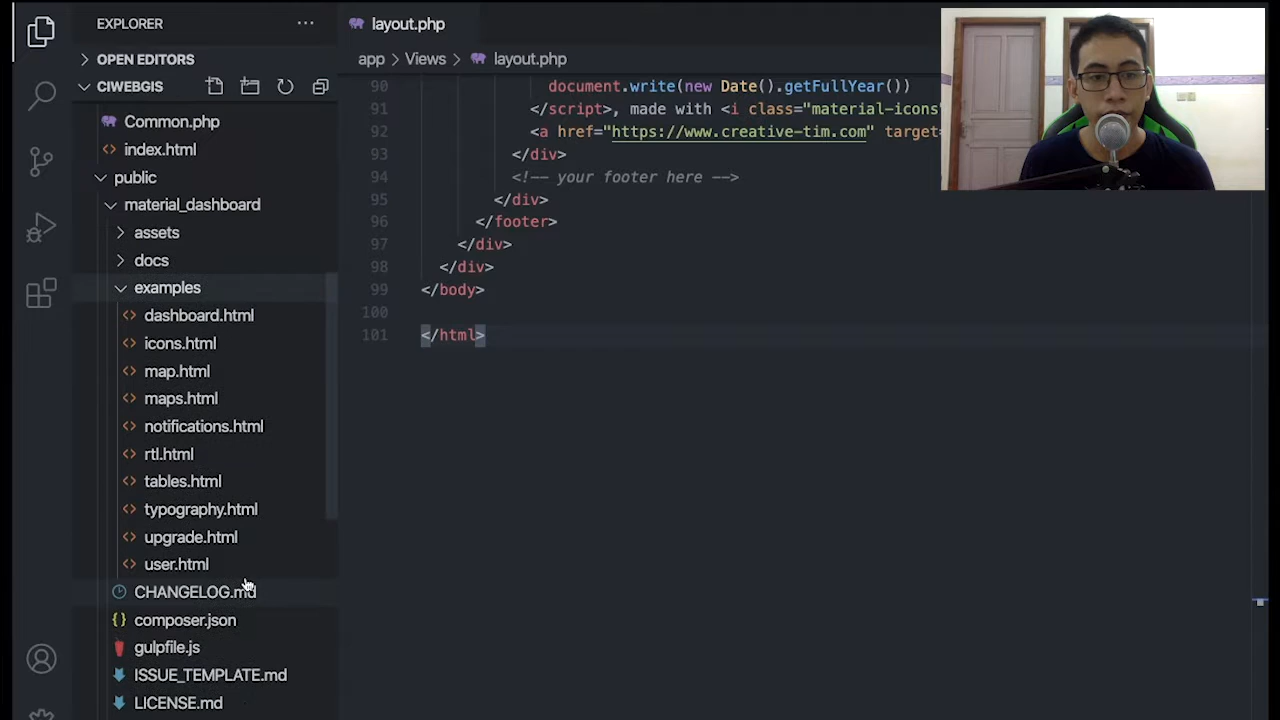 EXPLORER
OPEN EDITORS
CIWEBGIS
Common.php
index.html
public
material_dashboard
assets
docs
examples
dashboard.html
icons.html
map.html
maps.html
notifications.html
rtl.html
tables.html
typography.html
upgrade.html
user.html
CHANGELOG.md
composer.json
gulpfile.js
ISSUE_TEMPLATE.md
LICENSE.md
layout.php
app > Views > layout.php
90 document.write(new Date().getFullYear())
91 </script>, made with <i class="material-icons"
92 <a href="https://www.creative-tim.com" target=
93 </div>
94 <!-- your footer here -->
95 </div>
96 </footer>
97 </div>
98 </div>
99 </body>
100
101 </html>